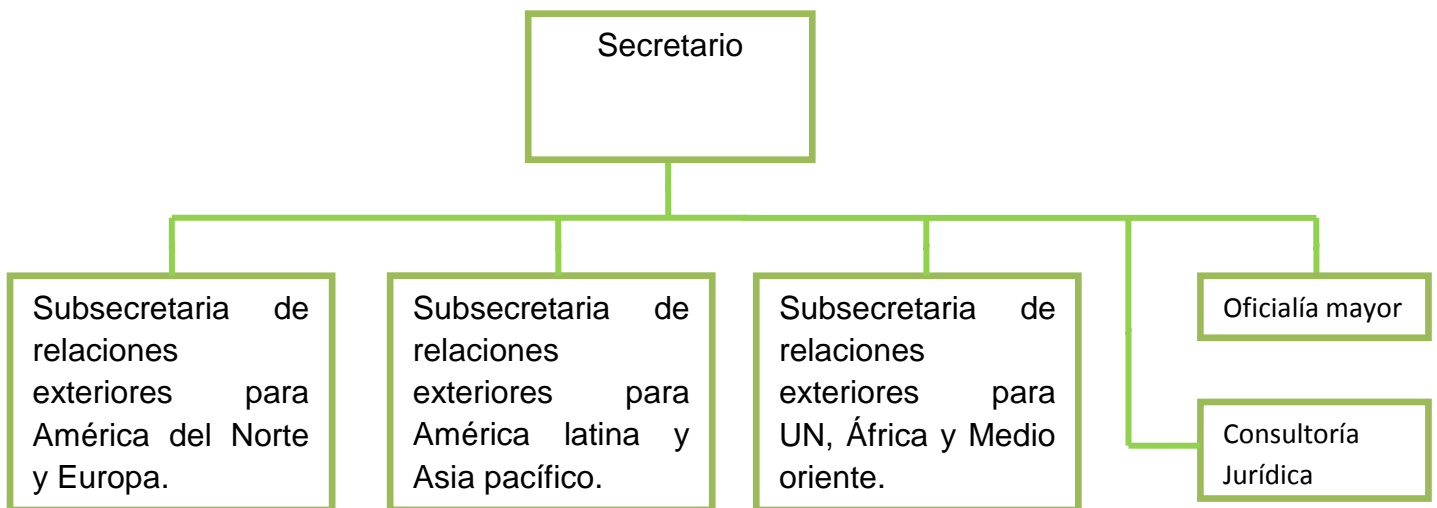 Secretario
Subsecretaria de
relaciones
exteriores para
América del Norte
y Europa.
Subsecretaria de
relaciones
exteriores para
América latina y
Asia pacífico.
Subsecretaria de
relaciones
exteriores para
UN, África y Medio
oriente.
Oficialía mayor
Consultoría
Jurídica